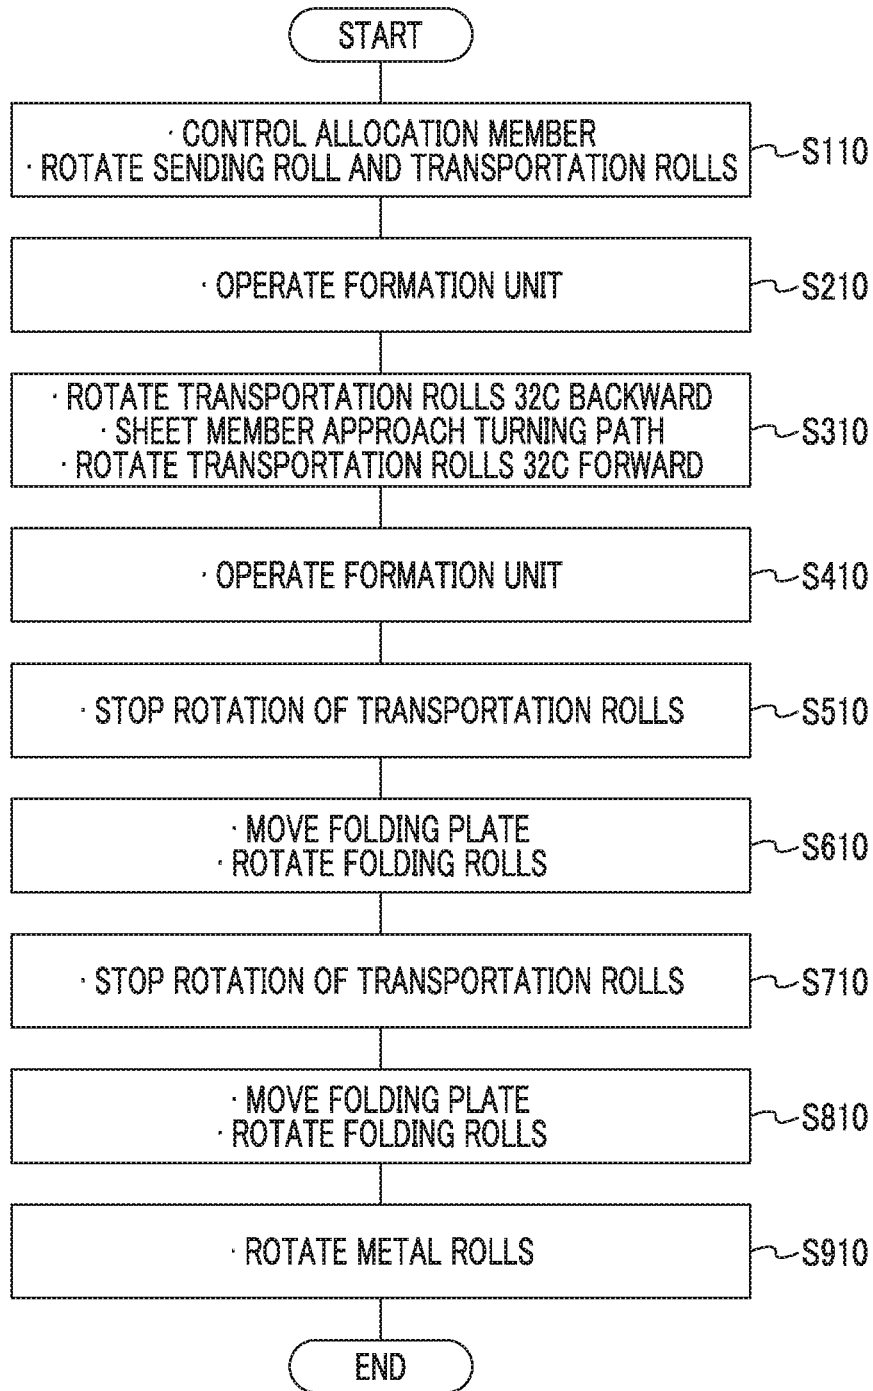 START
· CONTROL ALLOCATION MEMBER
· ROTATE SENDING ROLL AND TRANSPORTATION ROLLS
S110
· OPERATE FORMATION UNIT
S210
· ROTATE TRANSPORTATION ROLLS 32C BACKWARD
· SHEET MEMBER APPROACH TURNING PATH
· ROTATE TRANSPORTATION ROLLS 32C FORWARD
S310
· OPERATE FORMATION UNIT
S410
· STOP ROTATION OF TRANSPORTATION ROLLS
S510
· MOVE FOLDING PLATE
· ROTATE FOLDING ROLLS
S610
· STOP ROTATION OF TRANSPORTATION ROLLS
S710
· MOVE FOLDING PLATE
· ROTATE FOLDING ROLLS
S810
· ROTATE METAL ROLLS
S910
END